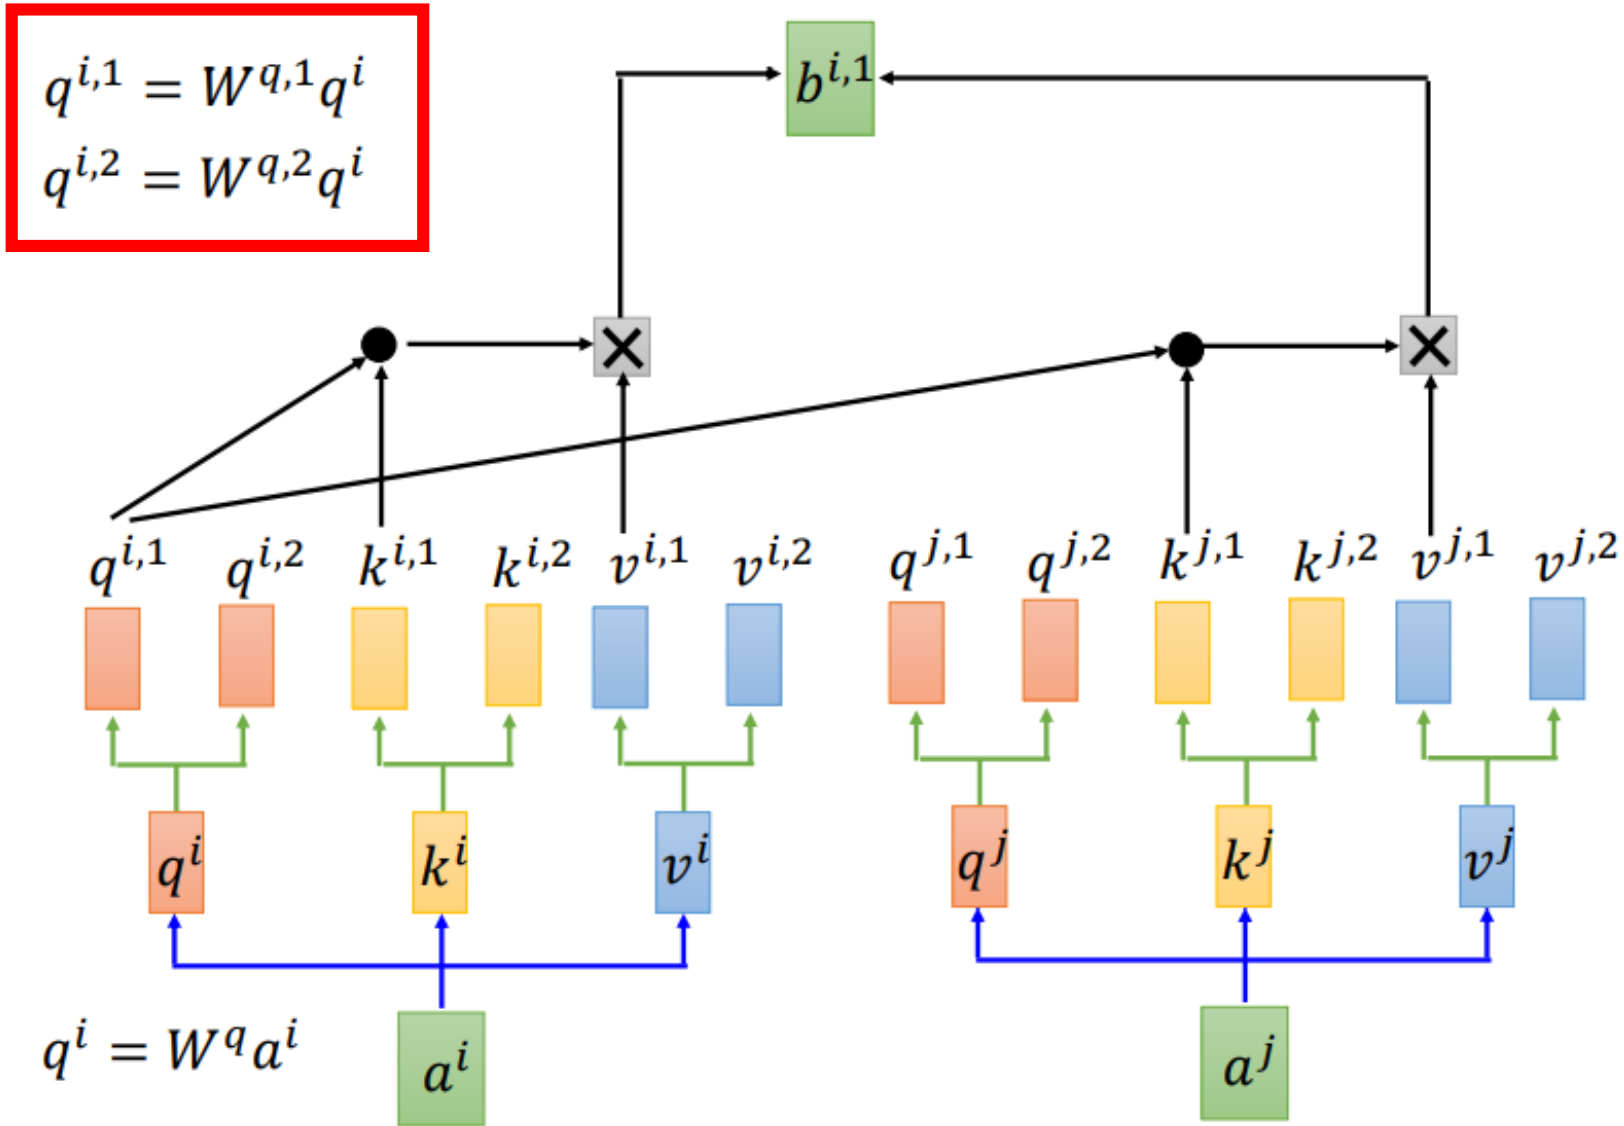 q^{i,1} = W^{q,1}q^i
q^{i,2} = W^{q,2}q^i
b^{i,1}
q^{i,1} q^{i,2} k^{i,1} k^{i,2} v^{i,1} v^{i,2} q^{j,1} q^{j,2} k^{j,1} k^{j,2} v^{j,1} v^{j,2}
q^i k^i v^i q^j k^j v^j
q^i = W^q a^i
a^i a^j